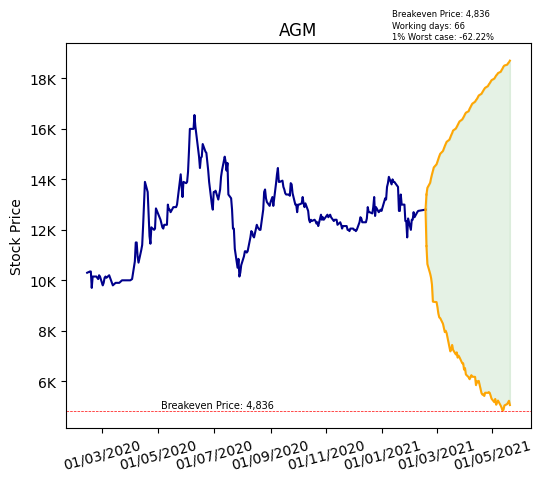 Breakeven Price: 4,836
Working days: 66
1% Worst case: -62.22%
AGM
Stock Price
18K
16K
14K
12K
10K
8K
6K
Breakeven Price: 4,836
01/03/2020
01/05/2020
01/07/2020
01/09/2020
01/11/2020
01/01/2021
01/03/2021
01/05/2021